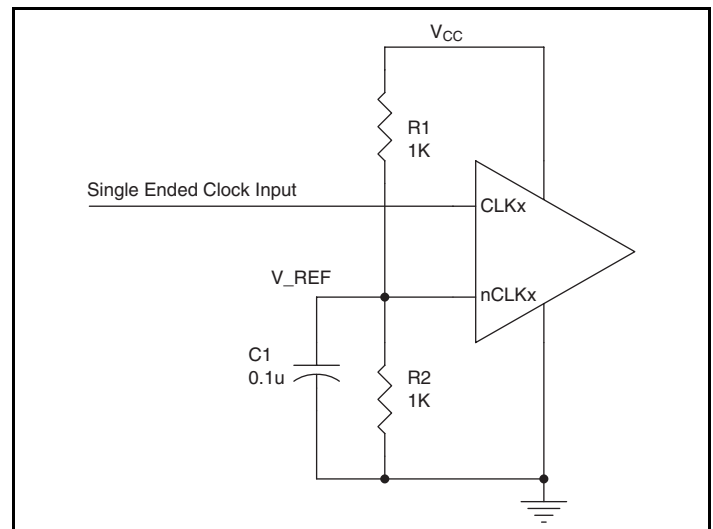 VCC
R1
1K
Single Ended Clock Input
CLKx
V_REF
nCLKx
C1
0.1u
R2
1K